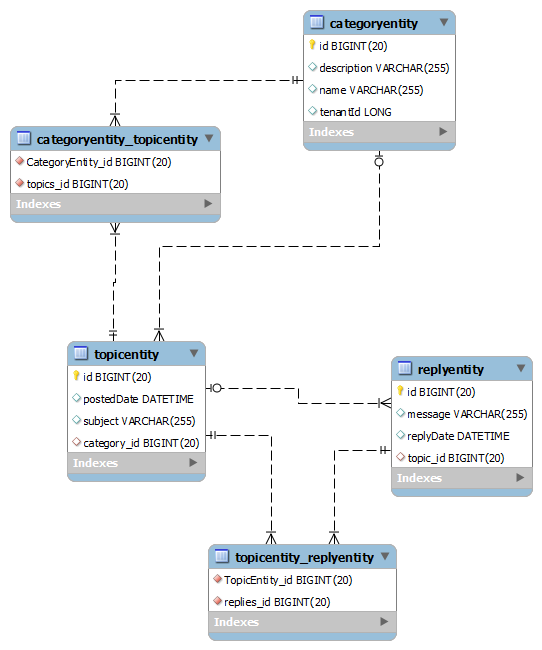 categoryentity
id BIGINT(20)
description VARCHAR(255)
name VARCHAR(255)
tenantId LONG
Indexes
categoryentity_topicentity
CategoryEntity_id BIGINT(20)
topics_id BIGINT(20)
Indexes
topicentity
id BIGINT(20)
postedDate DATETIME
subject VARCHAR(255)
category_id BIGINT(20)
Indexes
replyentity
id BIGINT(20)
message VARCHAR(255)
replyDate DATETIME
topic_id BIGINT(20)
Indexes
topicentity_replyentity
TopicEntity_id BIGINT(20)
replies_id BIGINT(20)
Indexes